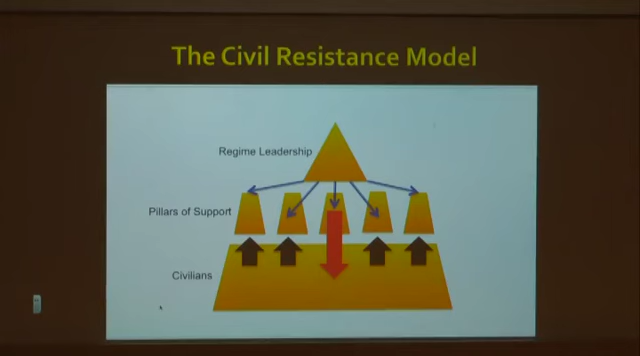 The Civil Resistance Model
Regime Leadership
Pillars of Support
Civilians